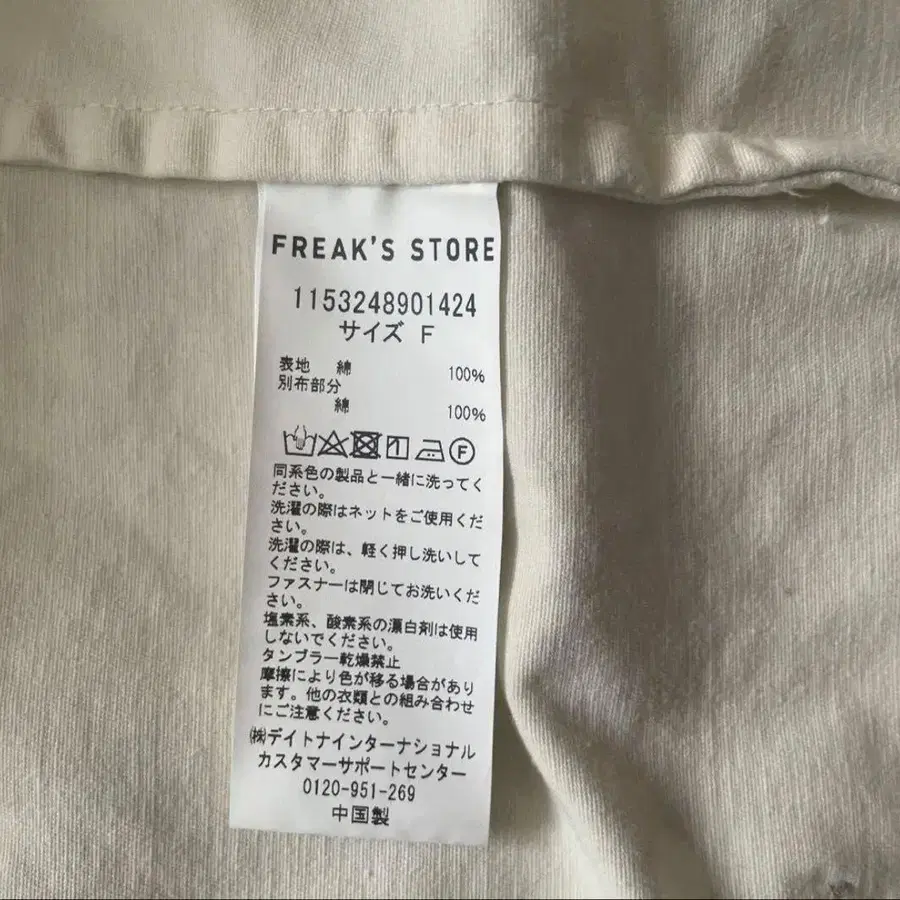 FREAK'S STORE
1153248901424
サイズ F
表地 綿 100%
別布部分
綿 100%
F
同系色の製品と一緒に洗ってく
ださい。
洗濯の際はネットをご使用くだ
さい。
洗濯の際は、軽く押し洗いして
ください。
ファスナーは閉じてお洗いくだ
さい。
塩素系、酸素系の漂白剤は使用
しないでください。
タンブラー乾燥禁止
摩擦により色が移る場合があり
ます。他の衣類との組み合わせ
にご注意ください。
㈱デイトナインターナショナル
カスタマーサポートセンター
0120-951-269
中国製